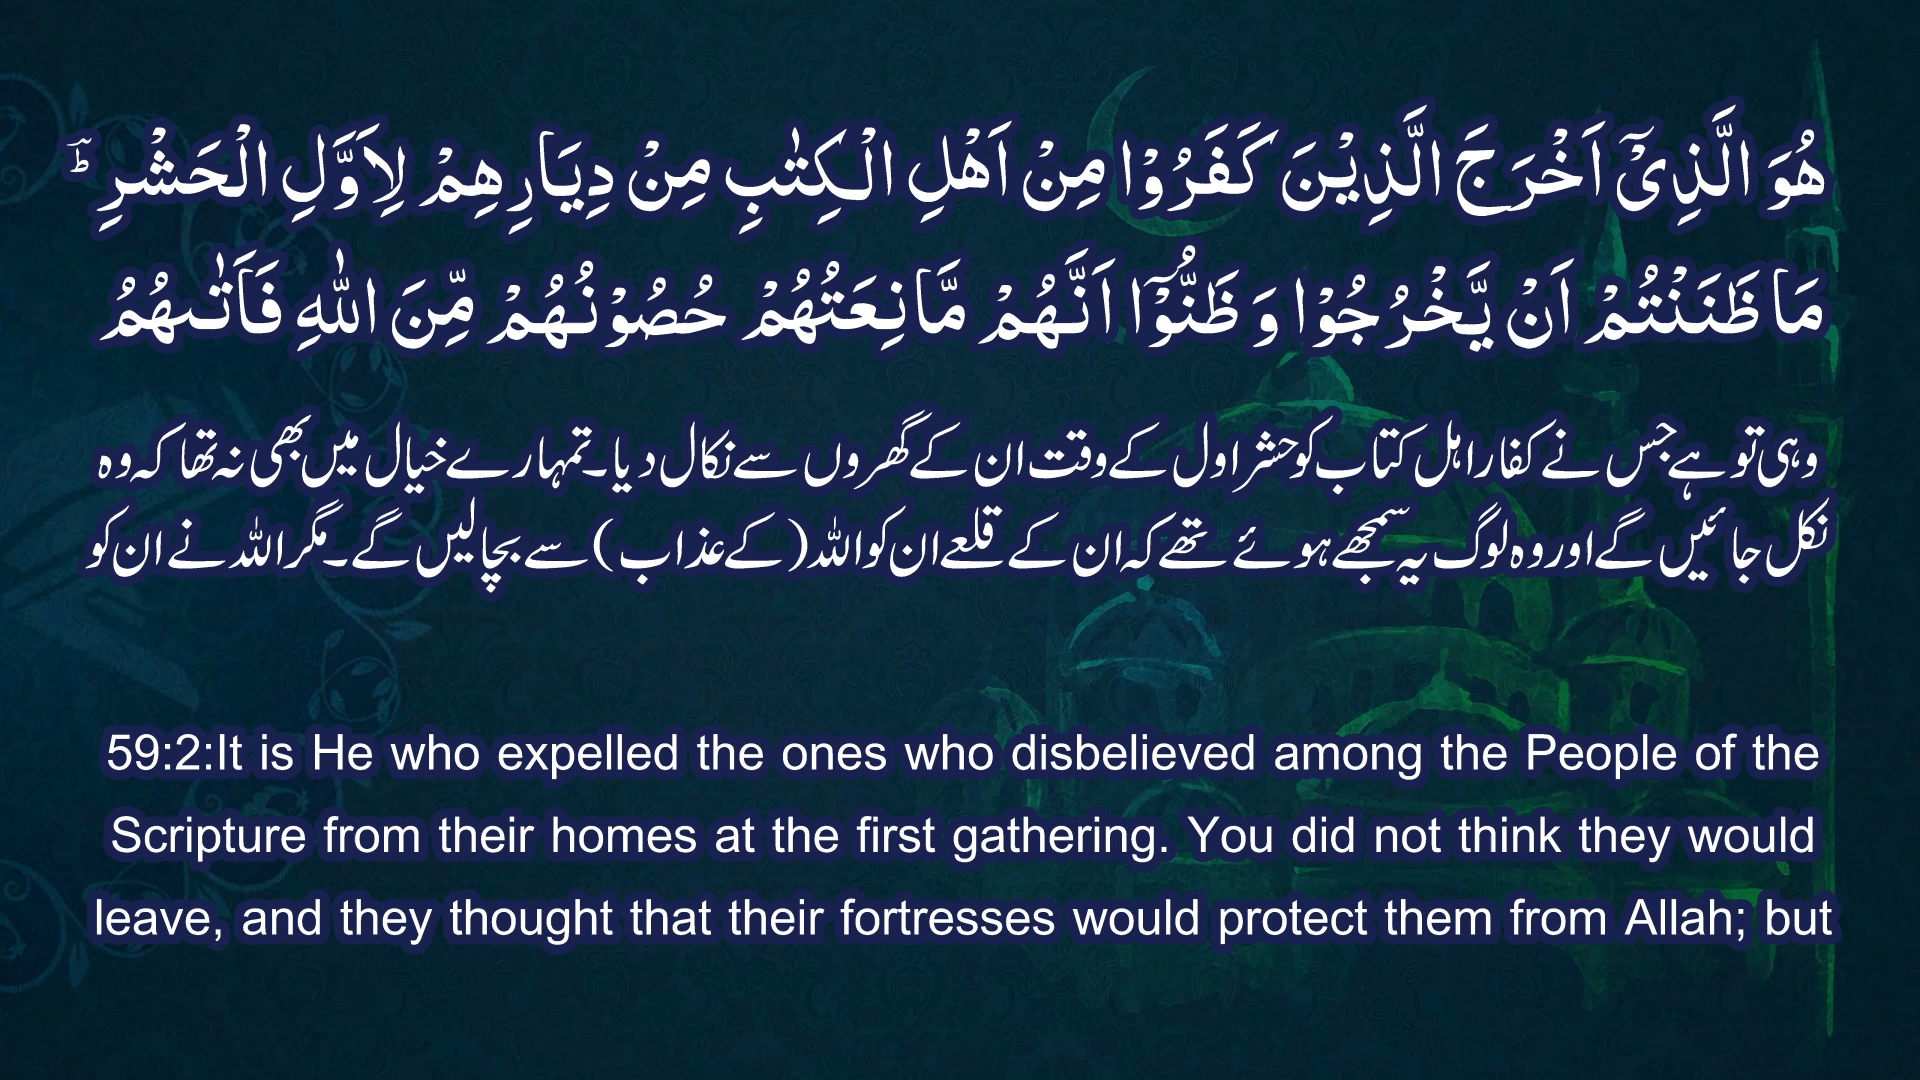 هُوَ الَّذِىْۤ اَخْرَجَ الَّذِيْنَ كَفَرُوْا مِنْ اَهْلِ الْكِتٰبِ مِنْ دِيَارِهِمْ لِاَوَّلِ الْحَشْرِ ؕؔ
مَا ظَنَنْتُمْ اَنْ يَّخْرُجُوْا وَ ظَنُّوْۤا اَنَّهُمْ مَّانِعَتُهُمْ حُصُوْنُهُمْ مِّنَ اللّٰهِ فَاَتٰٮهُمُ
وہی تو ہے جس نے کفار اہل کتاب کو حشر اول کے وقت ان کے گھروں سے نکال دیا۔ تمہارے خیال میں بھی نہ تھا کہ وہ
نکل جائیں گے اور وہ لوگ یہ سمجھے ہوئے تھے کہ ان کے قلعے ان کو اللہ (کے عذاب) سے بچا لیں گے۔ مگر اللہ نے ان کو
59:2:It is He who expelled the ones who disbelieved among the People of the
Scripture from their homes at the first gathering. You did not think they would
leave, and they thought that their fortresses would protect them from Allah; but